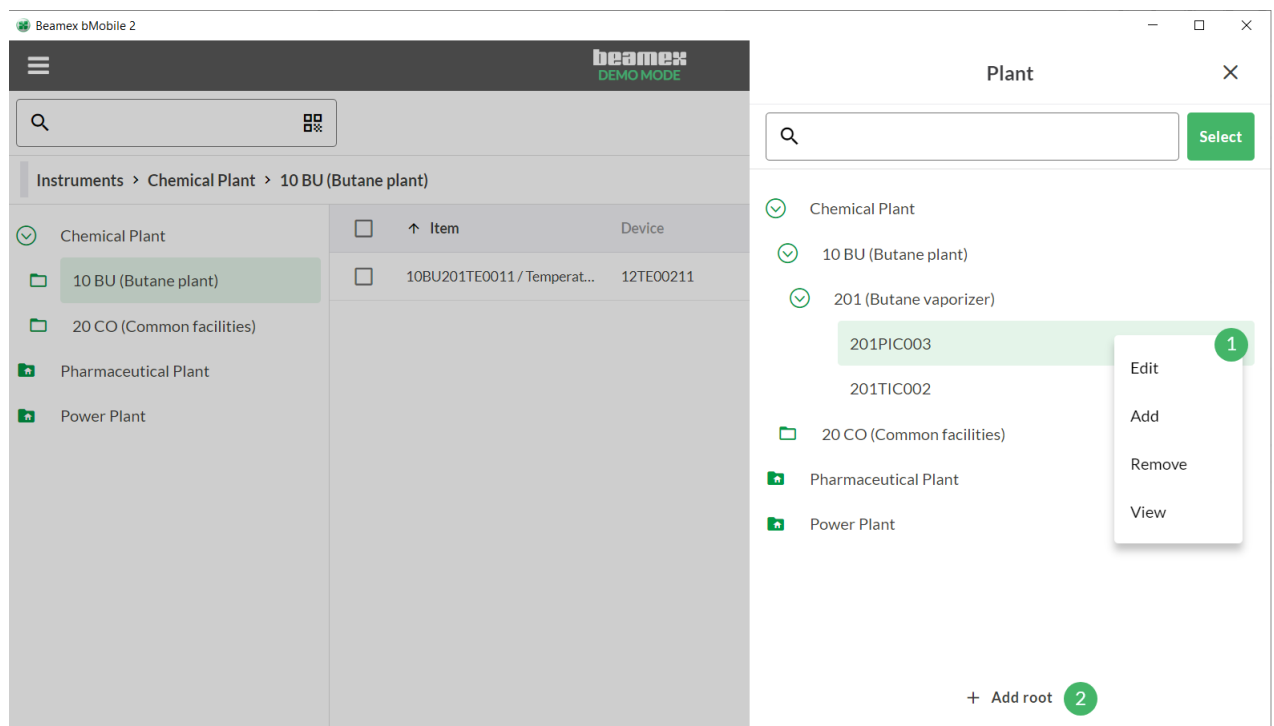 Beamex bMobile 2
beamex
DEMO MODE
Instruments > Chemical Plant > 10 BU (Butane plant)
Chemical Plant
10 BU (Butane plant)
20 CO (Common facilities)
Pharmaceutical Plant
Power Plant
Item Device
10BU201TE0011 / Temperat... 12TE00211
Plant
Select
Chemical Plant
10 BU (Butane plant)
201 (Butane vaporizer)
201PIC003
201TIC002
20 CO (Common facilities)
Pharmaceutical Plant
Power Plant
1
Edit
Add
Remove
View
+ Add root 2